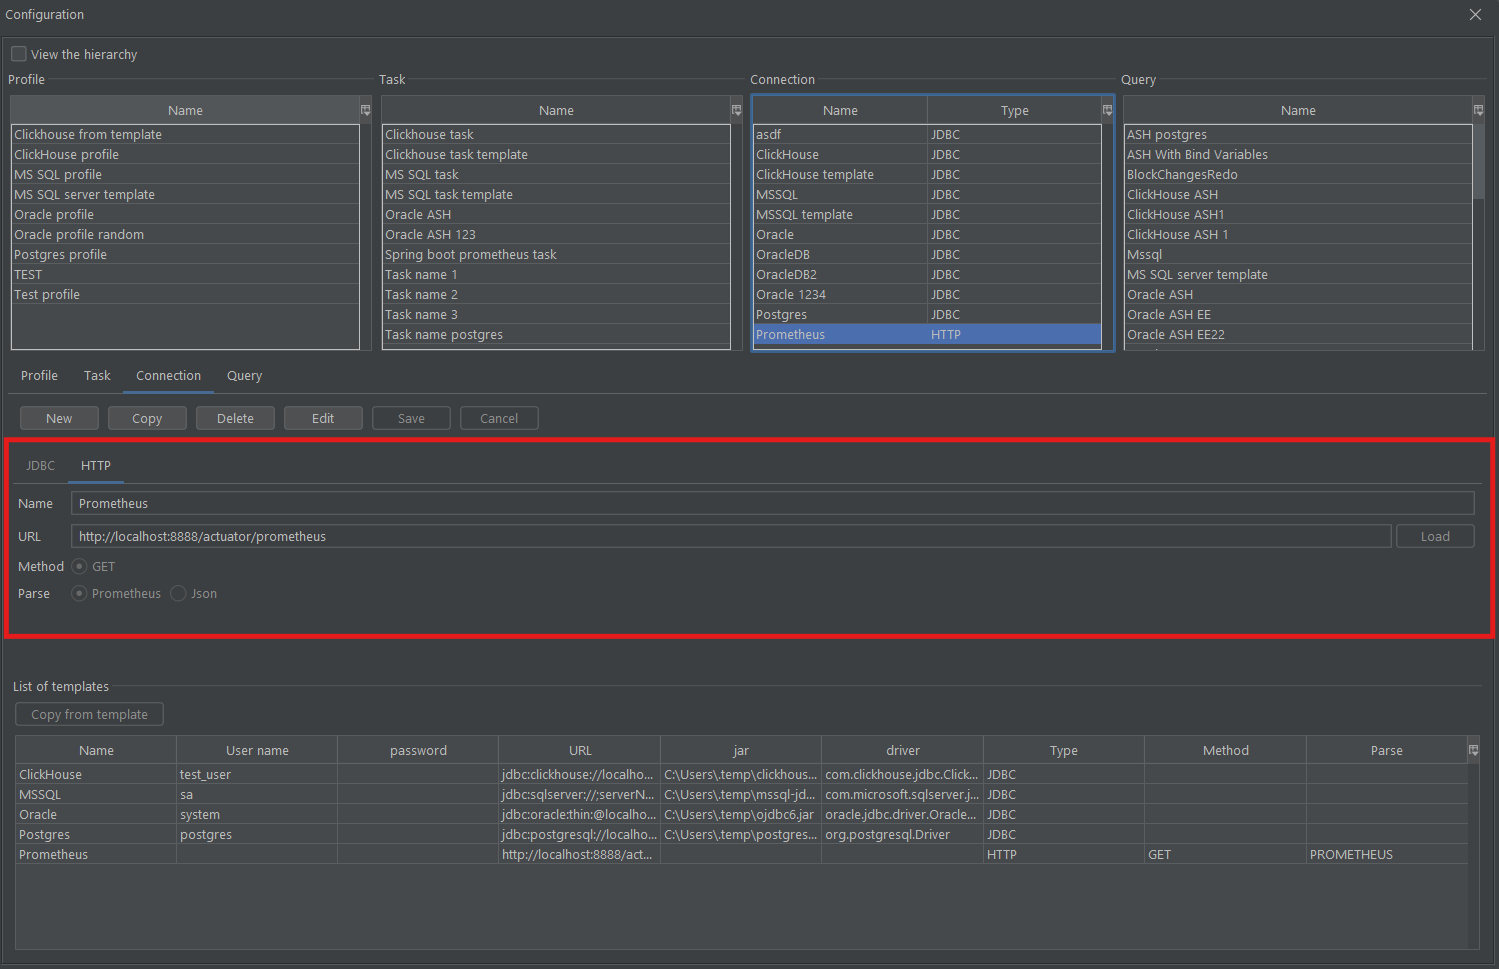 Configuration
View the hierarchy
Profile Task Connection Query
Name Name Name Type Name
Clickhouse from template Clickhouse task asdf JDBC ASH postgres
ClickHouse profile Clickhouse task template ClickHouse JDBC ASH With Bind Variables
MS SQL profile MS SQL task ClickHouse template JDBC BlockChangesRedo
MS SQL server template MS SQL task template MSSQL JDBC ClickHouse ASH
Oracle profile Oracle ASH MSSQL template JDBC ClickHouse ASH1
Oracle profile random Oracle ASH 123 Oracle JDBC ClickHouse ASH 1
Postgres profile Spring boot prometheus task OracleDB JDBC Mssql
TEST Task name 1 OracleDB2 JDBC MS SQL server template
Test profile Task name 2 Oracle 1234 JDBC Oracle ASH
Task name 3 Postgres JDBC Oracle ASH EE
Task name postgres Prometheus HTTP Oracle ASH EE22
Profile Task Connection Query
New Copy Delete Edit Save Cancel
JDBC HTTP
Name Prometheus
URL http://localhost:8888/actuator/prometheus Load
Method GET
Parse Prometheus Json
List of templates
Copy from template
Name User name password URL jar driver Type Method Parse
ClickHouse test_user jdbc:clickhouse://localho... C:\Users\.temp\clickhous... com.clickhouse.jdbc.Click... JDBC
MSSQL sa jdbc:sqlserver://;serverN... C:\Users\.temp\mssql-jd... com.microsoft.sqlserver.j... JDBC
Oracle system jdbc:oracle:thin:@localho... C:\Users\.temp\ojdbc6.jar oracle.jdbc.driver.Oracle... JDBC
Postgres postgres jdbc:postgresql://localho... C:\Users\.temp\postgres... org.postgresql.Driver JDBC
Prometheus http://localhost:8888/act... HTTP GET PROMETHEUS